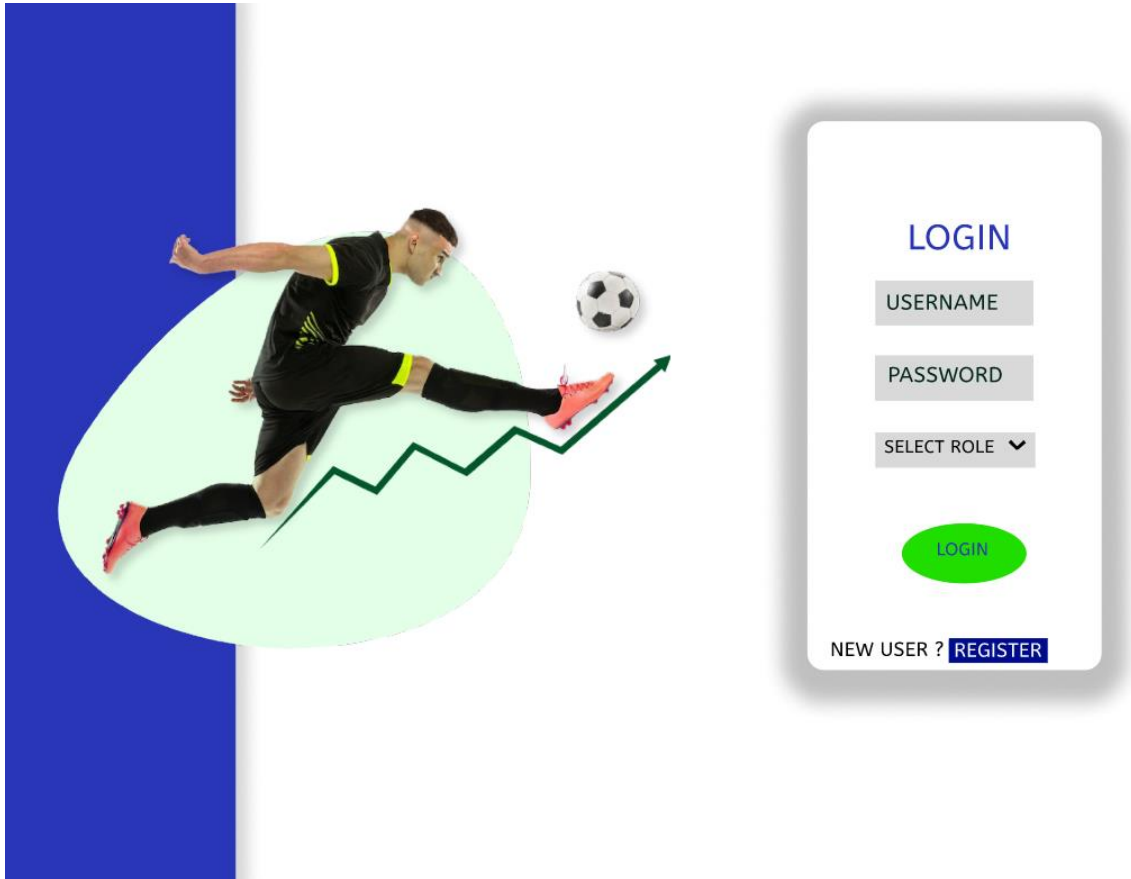 LOGIN
USERNAME
PASSWORD
SELECT ROLE
LOGIN
NEW USER ? REGISTER